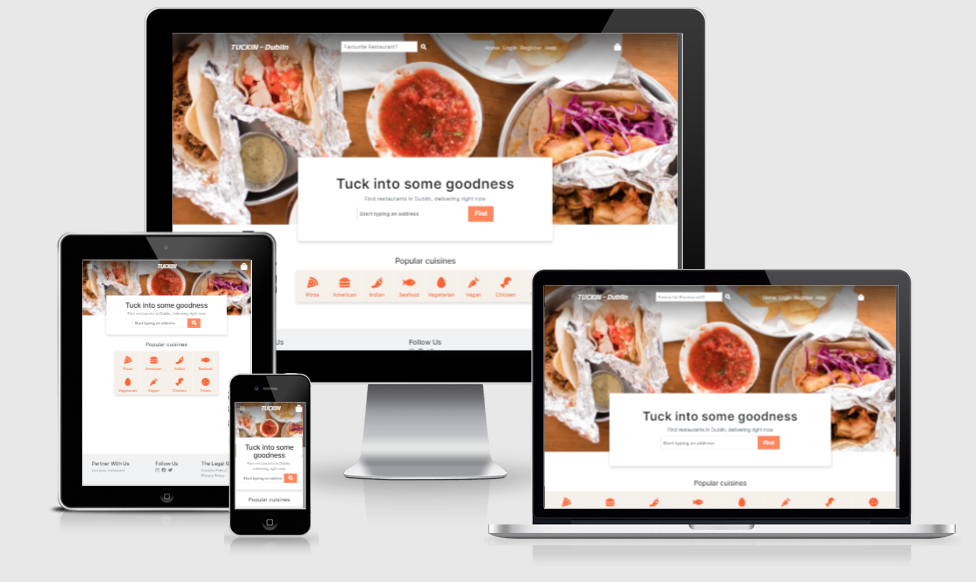 TUCKIN - Dublin
Favourite Restaurant?
Home Login Register Help
Tuck into some goodness
Find restaurants in Dublin, delivering right now
Start typing an address
Find
Popular cuisines
Pizza American Indian Seafood Vegetarian Vegan Chicken
Us
Follow Us
TUCKIN
Tuck into some goodness
Find restaurants in Dublin, delivering right now
Start typing an address
Popular cuisines
Pizza American Indian Seafood
Vegetarian Vegan Chicken
Partner With Us
Follow Us
The Legal S
Privacy Policy
TUCKIN
Tuck into some
goodness
Find restaurants in Dublin,
delivering right now
Start typing an address
Popular cuisines
TUCKIN - Dublin
Favourite Restaurant?
Home Login Register Help
Tuck into some goodness
Find restaurants in Dublin, delivering right now
Start typing an address
Find
Popular cuisines